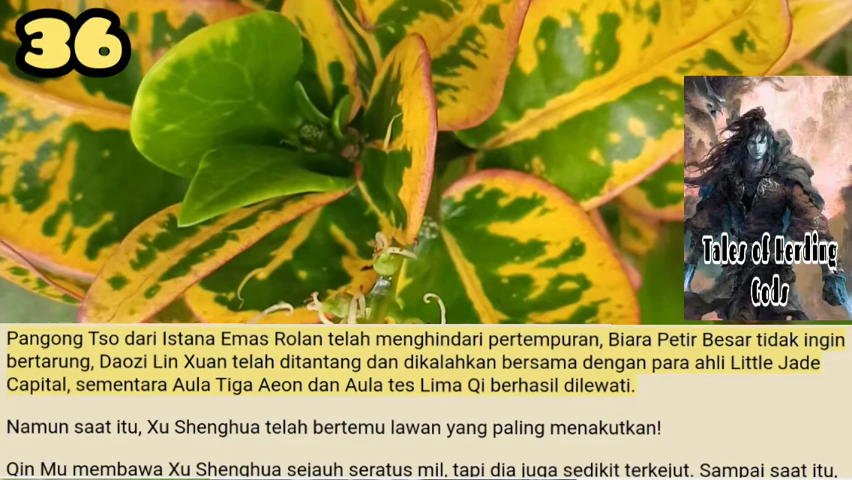 36
Tales of Herding
Gods
Pangong Tso dari Istana Emas Rolan telah menghindari pertempuran, Biara Petir Besar tidak ingin
bertarung, Daozi Lin Xuan telah ditantang dan dikalahkan bersama dengan para ahli Little Jade
Capital, sementara Aula Tiga Aeon dan Aula tes Lima Qi berhasil dilewati.
Namun saat itu, Xu Shenghua telah bertemu lawan yang paling menakutkan!
Qin Mu membawa Xu Shenghua sejauh seratus mil, tapi dia juga sedikit terkejut. Sampai saat itu,